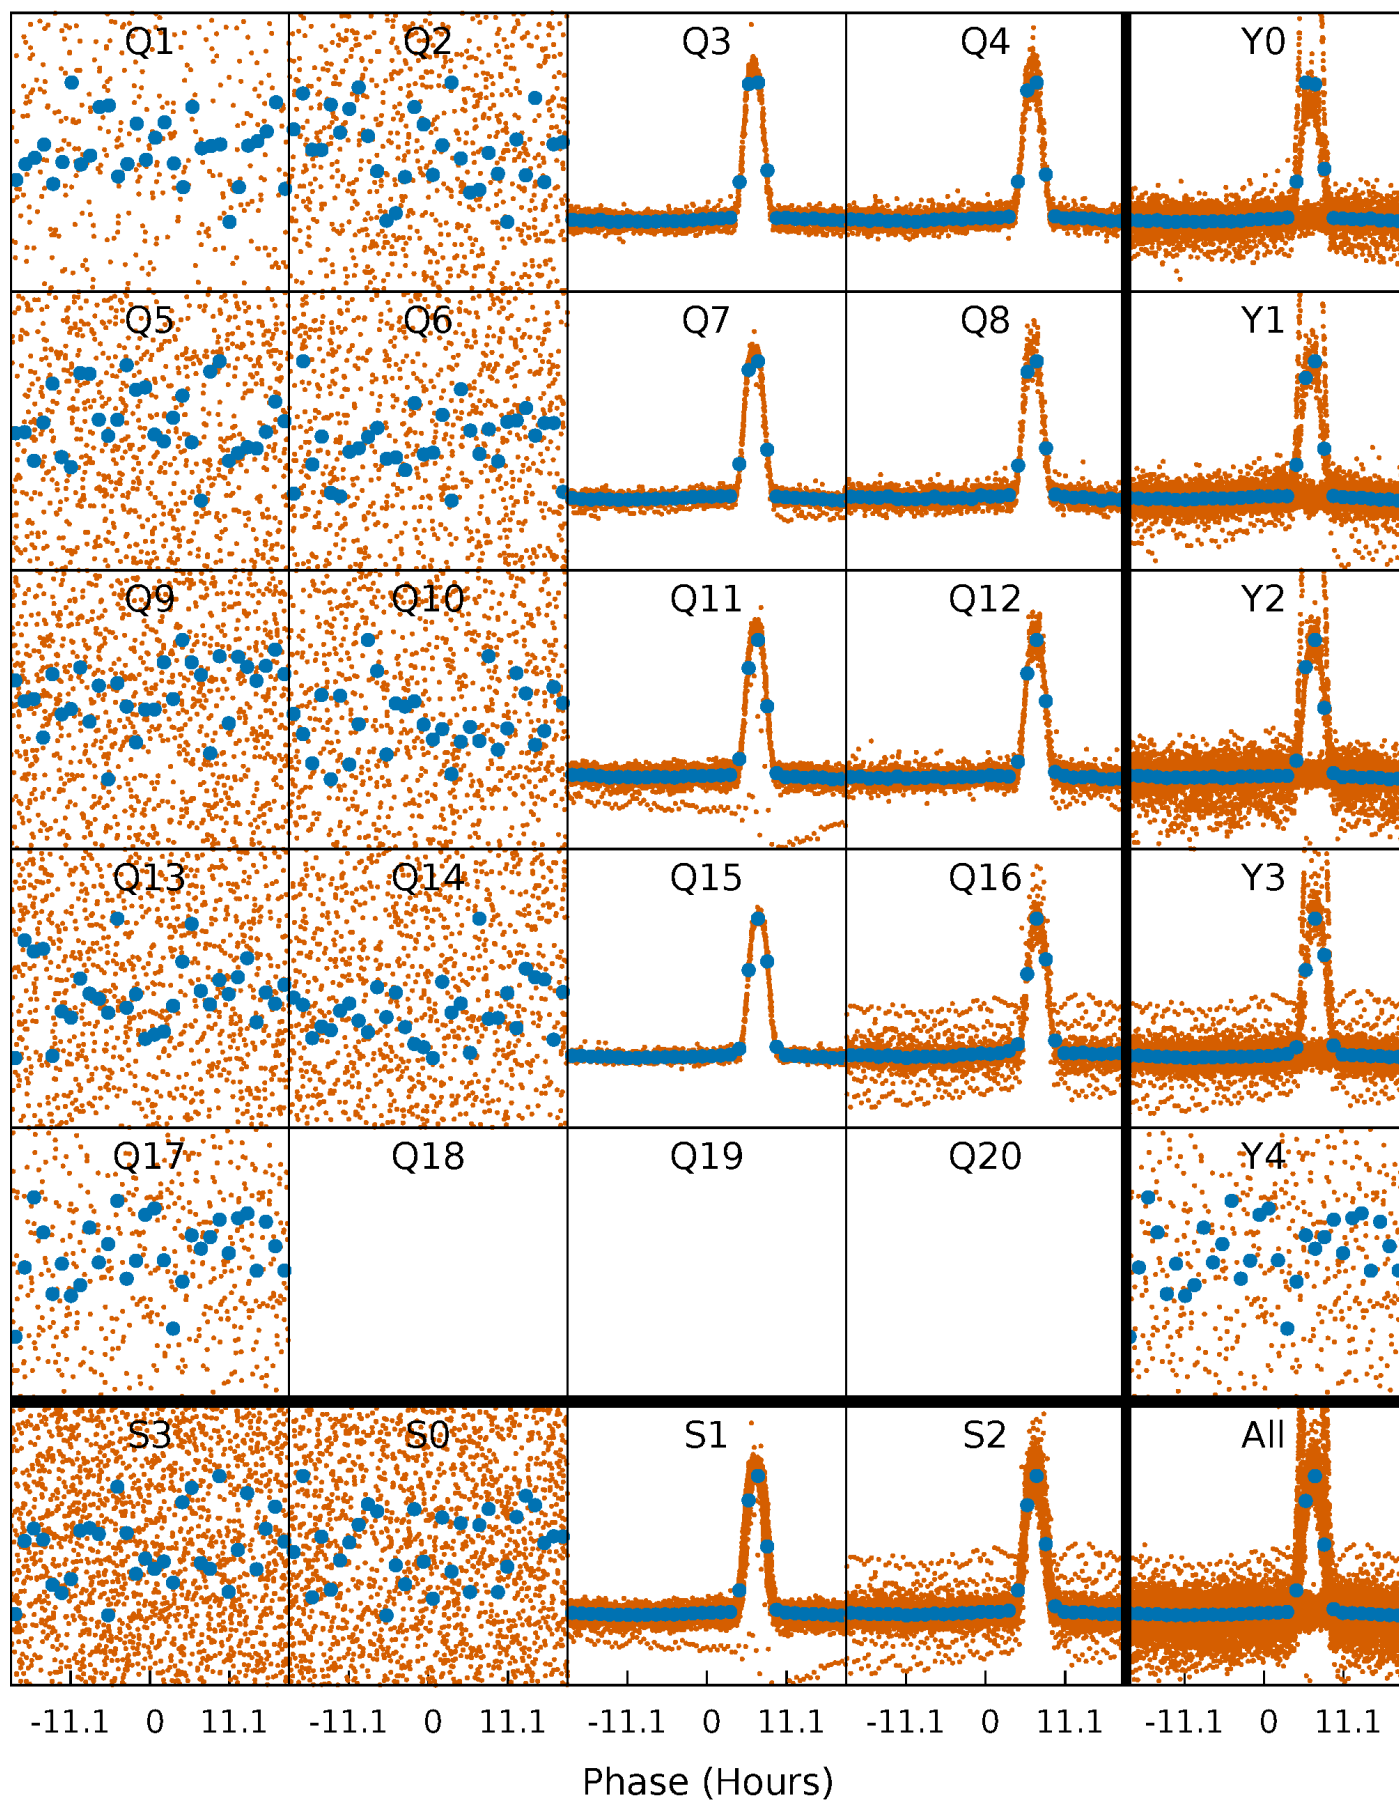 Q1 Q2 Q3 Q4 Y0
Q5 Q6 Q7 Q8 Y1
Q9 Q10 Q11 Q12 Y2
Q13 Q14 Q15 Q16 Y3
Q17 Q18 Q19 Q20 Y4
S3 S0 S1 S2 All
-11.1 0 11.1 -11.1 0 11.1 -11.1 0 11.1 -11.1 0 11.1 -11.1 0 11.1
Phase (Hours)